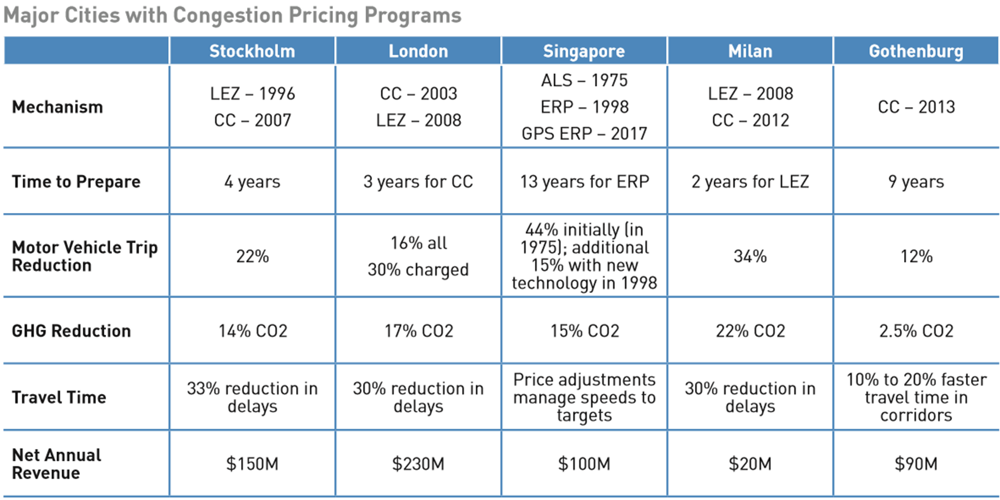 Major Cities with Congestion Pricing Programs
Stockholm London Singapore Milan Gothenburg
Mechanism
LEZ – 1996
CC – 2007
CC – 2003
LEZ – 2008
ALS – 1975
ERP – 1998
GPS ERP – 2017
LEZ – 2008
CC – 2012
CC – 2013
Time to Prepare
4 years
3 years for CC
13 years for ERP
2 years for LEZ
9 years
Motor Vehicle Trip
Reduction
22%
16% all
30% charged
44% initially (in
1975); additional
15% with new
technology in 1998
34%
12%
GHG Reduction
14% CO2
17% CO2
15% CO2
22% CO2
2.5% CO2
Travel Time
33% reduction in
delays
30% reduction in
delays
Price adjustments
manage speeds to
targets
30% reduction in
delays
10% to 20% faster
travel time in
corridors
Net Annual
Revenue
$150M
$230M
$100M
$20M
$90M